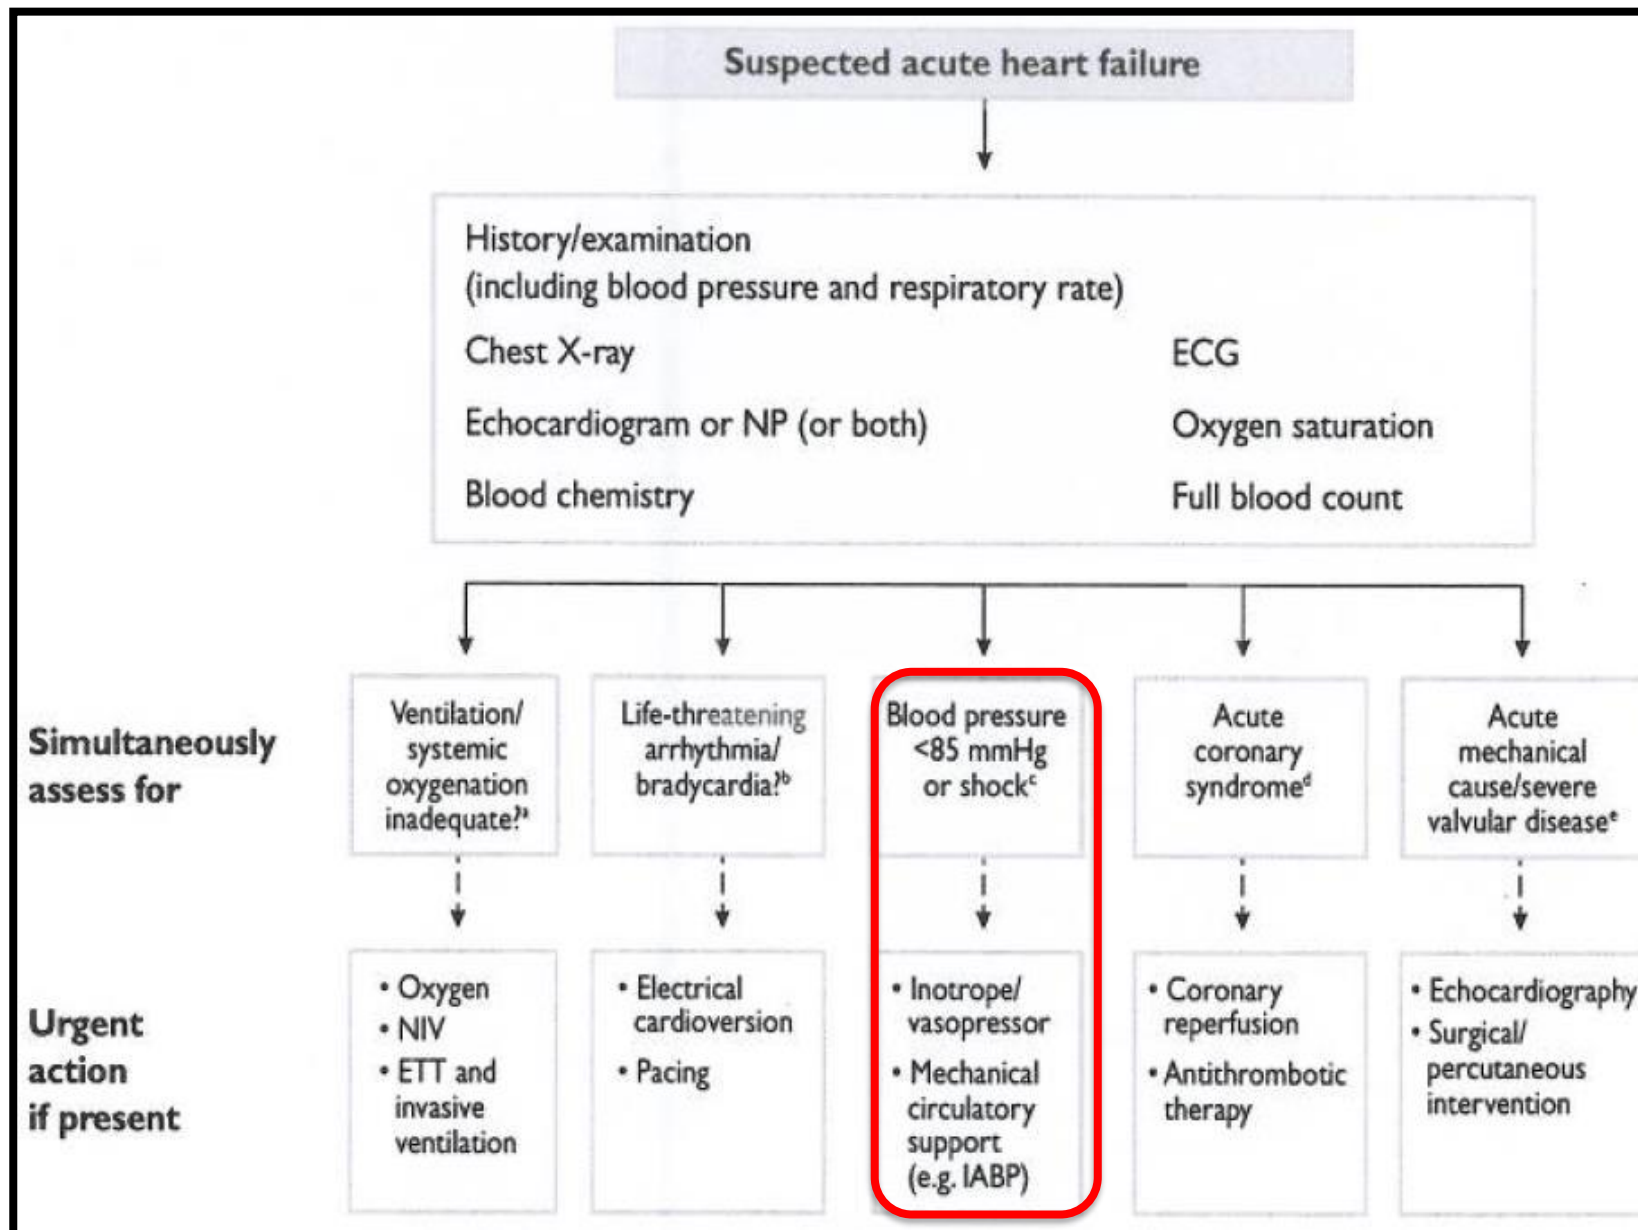 Suspected acute heart failure
History/examination
(including blood pressure and respiratory rate)
Chest X-ray
ECG
Echocardiogram or NP (or both)
Oxygen saturation
Blood chemistry
Full blood count
Simultaneously
assess for
Ventilation/
systemic
oxygenation
inadequate?ᵃ
Life-threatening
arrhythmia/
bradycardia?ᵇ
Blood pressure
<85 mmHg
or shockᶜ
Acute
coronary
syndromeᵈ
Acute
mechanical
cause/severe
valvular diseaseᵉ
Urgent
action
if present
• Oxygen
• NIV
• ETT and
invasive
ventilation
• Electrical
cardioversion
• Pacing
• Inotrope/
vasopressor
• Mechanical
circulatory
support
(e.g. IABP)
• Coronary
reperfusion
• Antithrombotic
therapy
• Echocardiography
• Surgical/
percutaneous
intervention